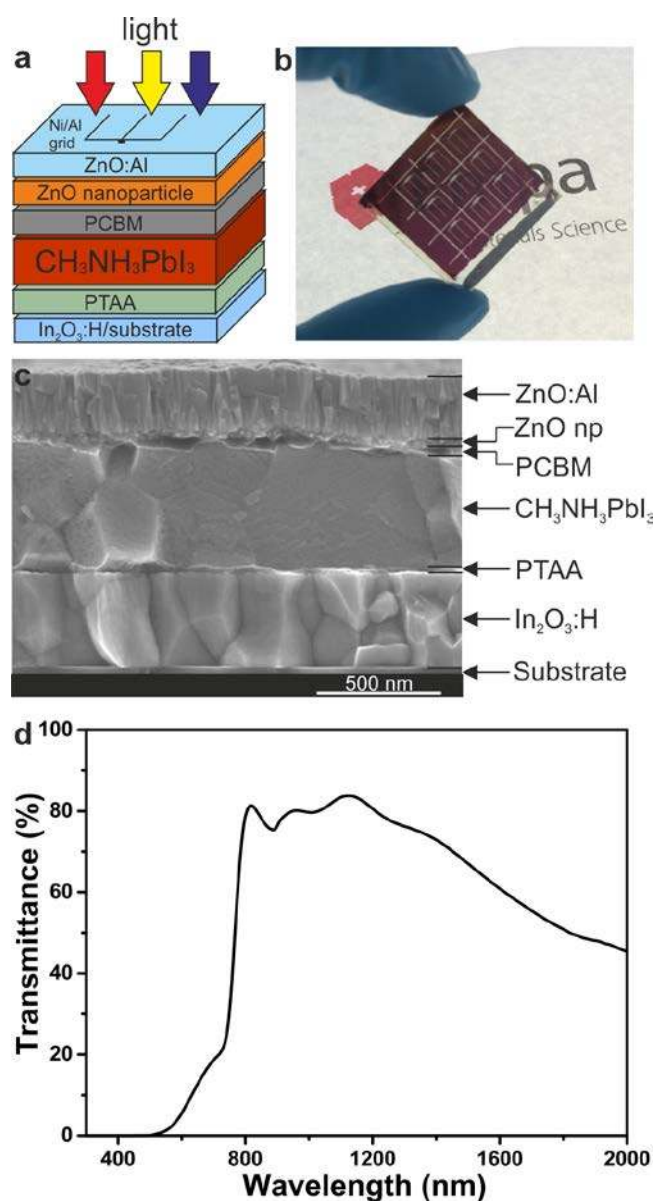 light
a
Ni/Al
grid
ZnO:Al
ZnO nanoparticle
PCBM
CH₃NH₃PbI₃
PTAA
In₂O₃:H/substrate
b
pa
Science
c
ZnO:Al
ZnO np
PCBM
CH₃NH₃PbI₃
PTAA
In₂O₃:H
Substrate
500 nm
d
100
80
60
40
20
0
Transmittance (%)
400 800 1200 1600 2000
Wavelength (nm)